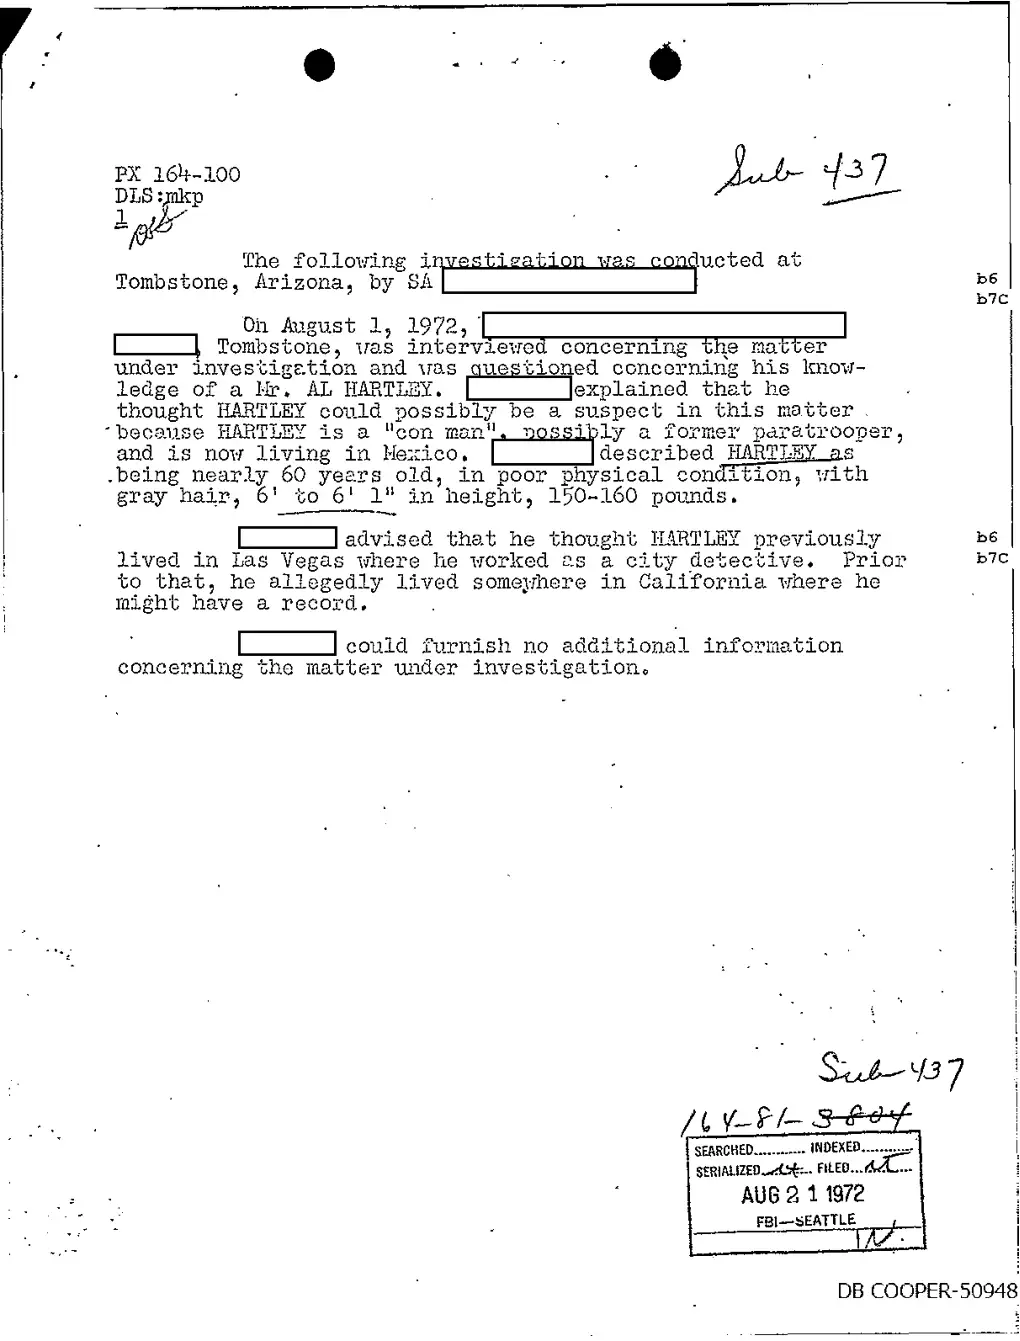 Sub 437
PX 164-100
DLS:mkp
1
The following investigation was conducted at
Tombstone, Arizona, by SA
b6
b7C
On August 1, 1972,
, Tombstone, was interviewed concerning the matter
under investigation and was questioned concerning his know-
ledge of a Mr. AL HARTLEY. explained that he
thought HARTLEY could possibly be a suspect in this matter
because HARTLEY is a "con man", possibly a former paratrooper,
and is now living in Mexico. described HARTLEY as
being nearly 60 years old, in poor physical condition, with
gray hair, 6' to 6' 1" in height, 150-160 pounds.
advised that he thought HARTLEY previously
b6
lived in Las Vegas where he worked as a city detective. Prior
b7C
to that, he allegedly lived somewhere in California where he
might have a record.
could furnish no additional information
concerning the matter under investigation.
Sub 437
164-81-3804
SEARCHED............ INDEXED............
SERIALIZED FILED
AUG 21 1972
FBI—SEATTLE
DB COOPER-50948